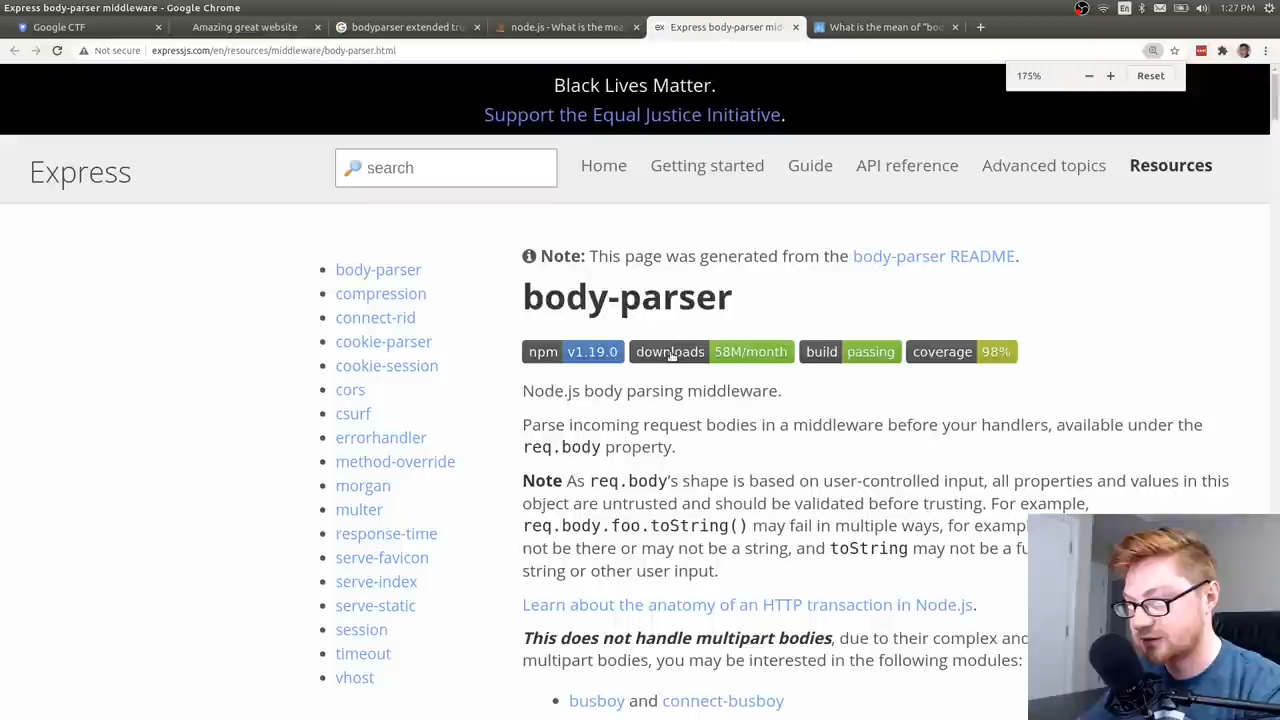 Express body-parser middleware - Google Chrome
En
1:27 PM
Google CTF
Amazing great website
bodyparser extended tru
node.js - What is the mea
Express body-parser mid
What is the mean of "bod
Not secure
expressjs.com/en/resources/middleware/body-parser.html
175%
Reset
Black Lives Matter.
Support the Equal Justice Initiative.
Express
search
Home
Getting started
Guide
API reference
Advanced topics
Resources
body-parser
compression
connect-rid
cookie-parser
cookie-session
cors
csurf
errorhandler
method-override
morgan
multer
response-time
serve-favicon
serve-index
serve-static
session
timeout
vhost
Note: This page was generated from the body-parser README.
body-parser
npm v1.19.0 downloads 58M/month build passing coverage 98%
Node.js body parsing middleware.
Parse incoming request bodies in a middleware before your handlers, available under the
req.body property.
Note As req.body's shape is based on user-controlled input, all properties and values in this
object are untrusted and should be validated before trusting. For example,
req.body.foo.toString() may fail in multiple ways, for examp
not be there or may not be a string, and toString may not be a fu
string or other user input.
Learn about the anatomy of an HTTP transaction in Node.js.
This does not handle multipart bodies, due to their complex and
multipart bodies, you may be interested in the following modules:
busboy and connect-busboy